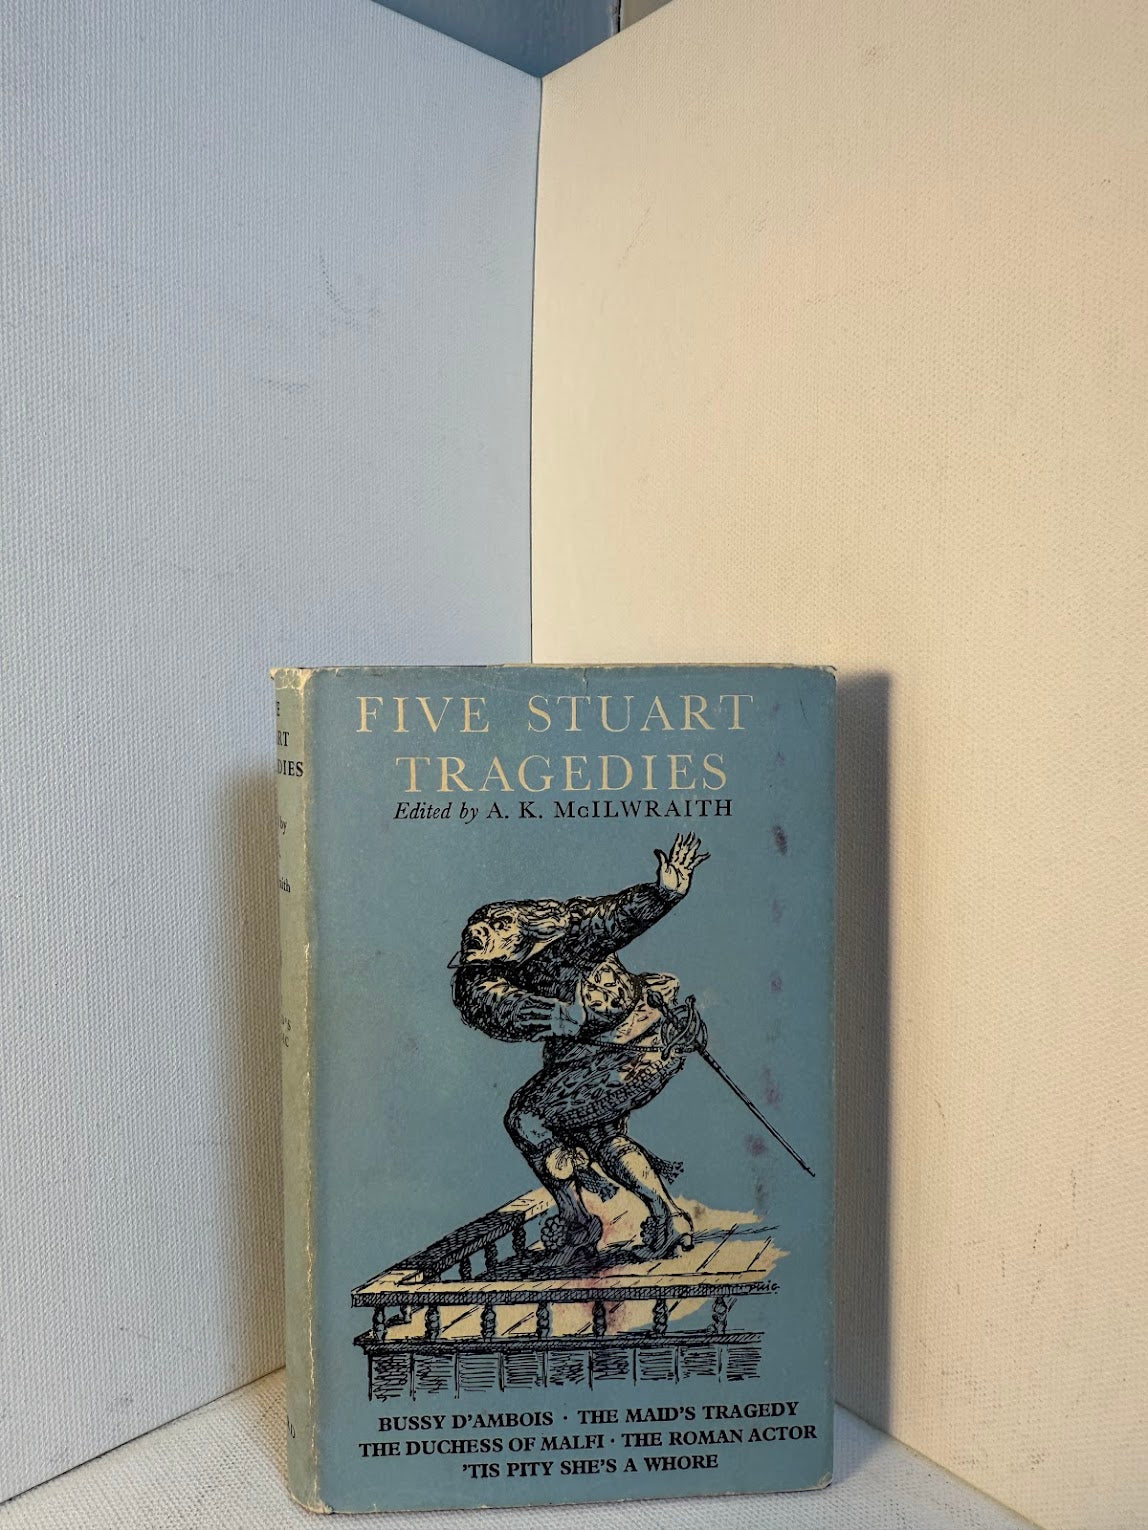 FIVE STUART
TRAGEDIES
Edited by A. K. McILWRAITH
BUSSY D'AMBOIS · THE MAID'S TRAGEDY
THE DUCHESS OF MALFI · THE ROMAN ACTOR
'TIS PITY SHE'S A WHORE